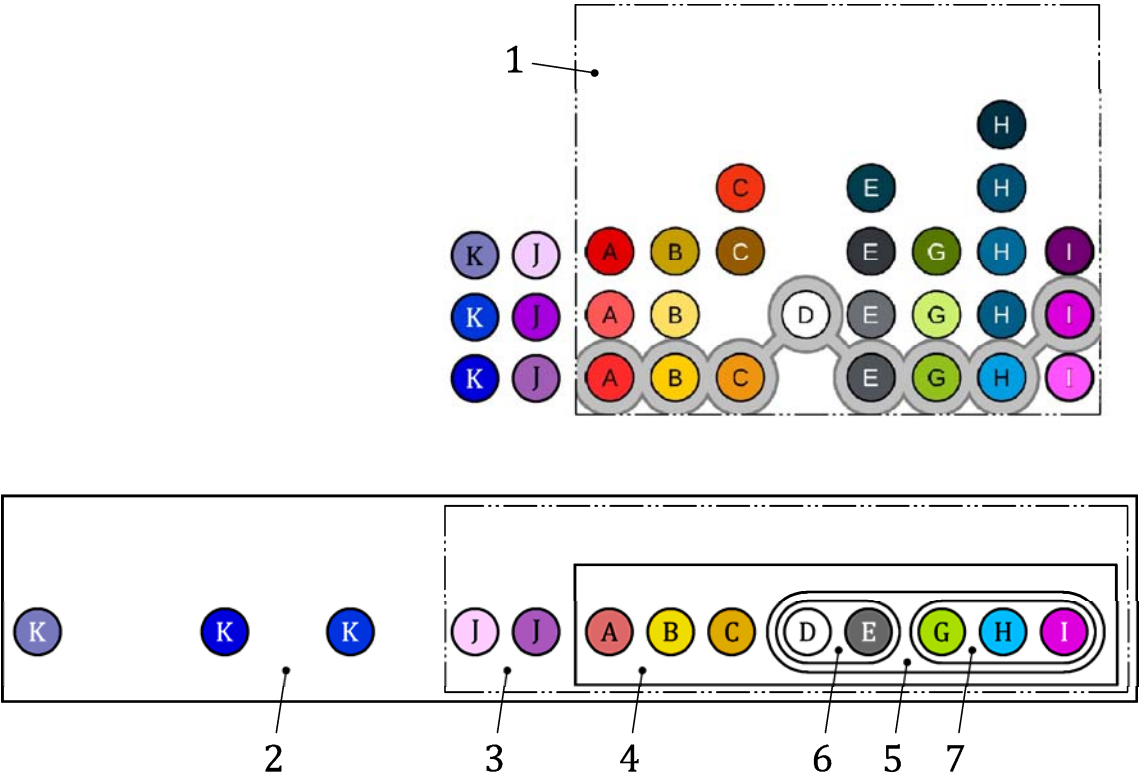 1
H
C E H
K J A B C E G H I
K J A B D E G H I
K J A B C E G H I
K K K J J A B C D E G H I
2 3 4 6 5 7